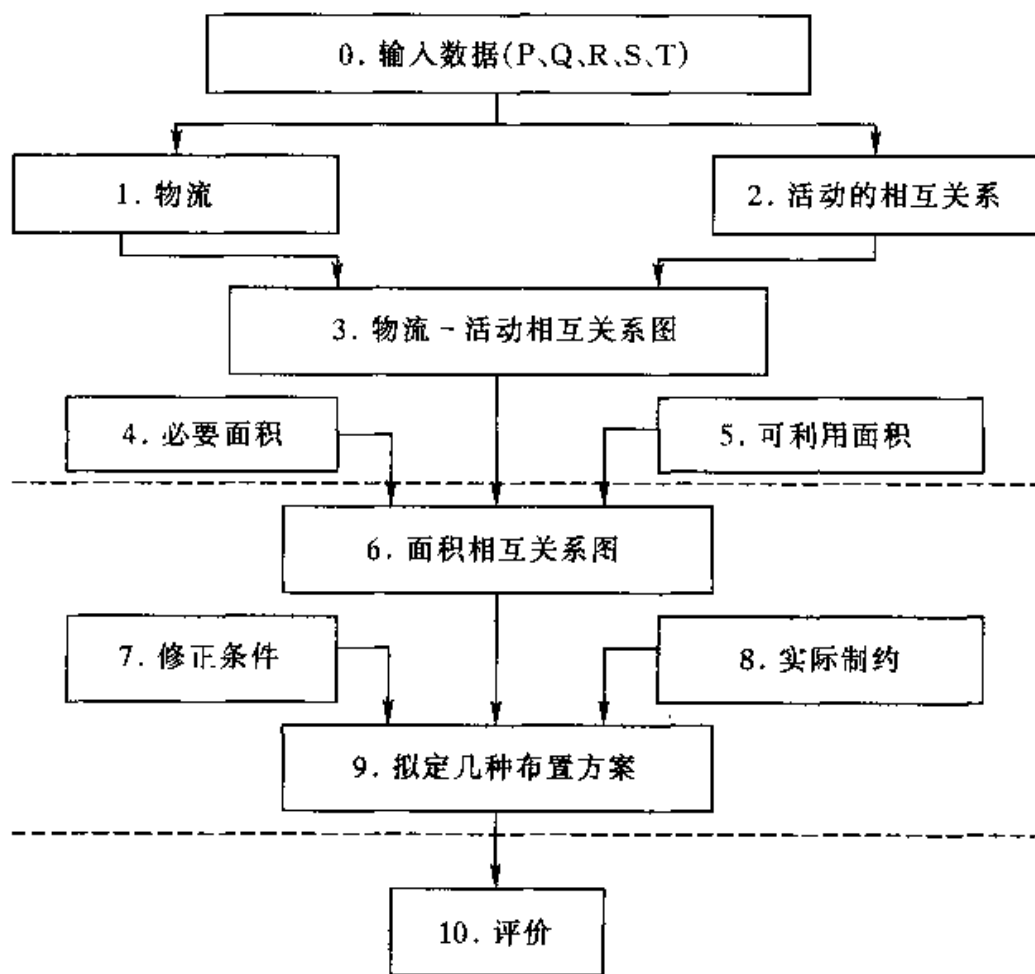 0. 输入数据(P、Q、R、S、T)
1. 物流
2. 活动的相互关系
3. 物流-活动相互关系图
4. 必要面积
5. 可利用面积
6. 面积相互关系图
7. 修正条件
8. 实际制约
9. 拟定几种布置方案
10. 评价